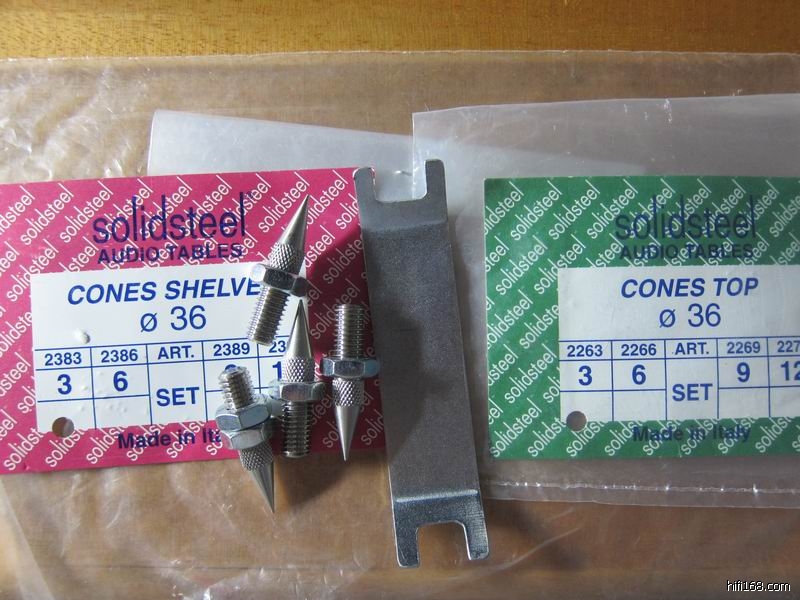 solidsteel
AUDIO TABLES
CONES SHELVE
ø 36
2383 2386 ART. 2389
3 6 SET
Made in Ita
solidsteel
AUDIO TABLES
CONES TOP
ø 36
2263 2266 ART. 2269 227
3 6 SET 9 12
Made in Italy
hifi168.com